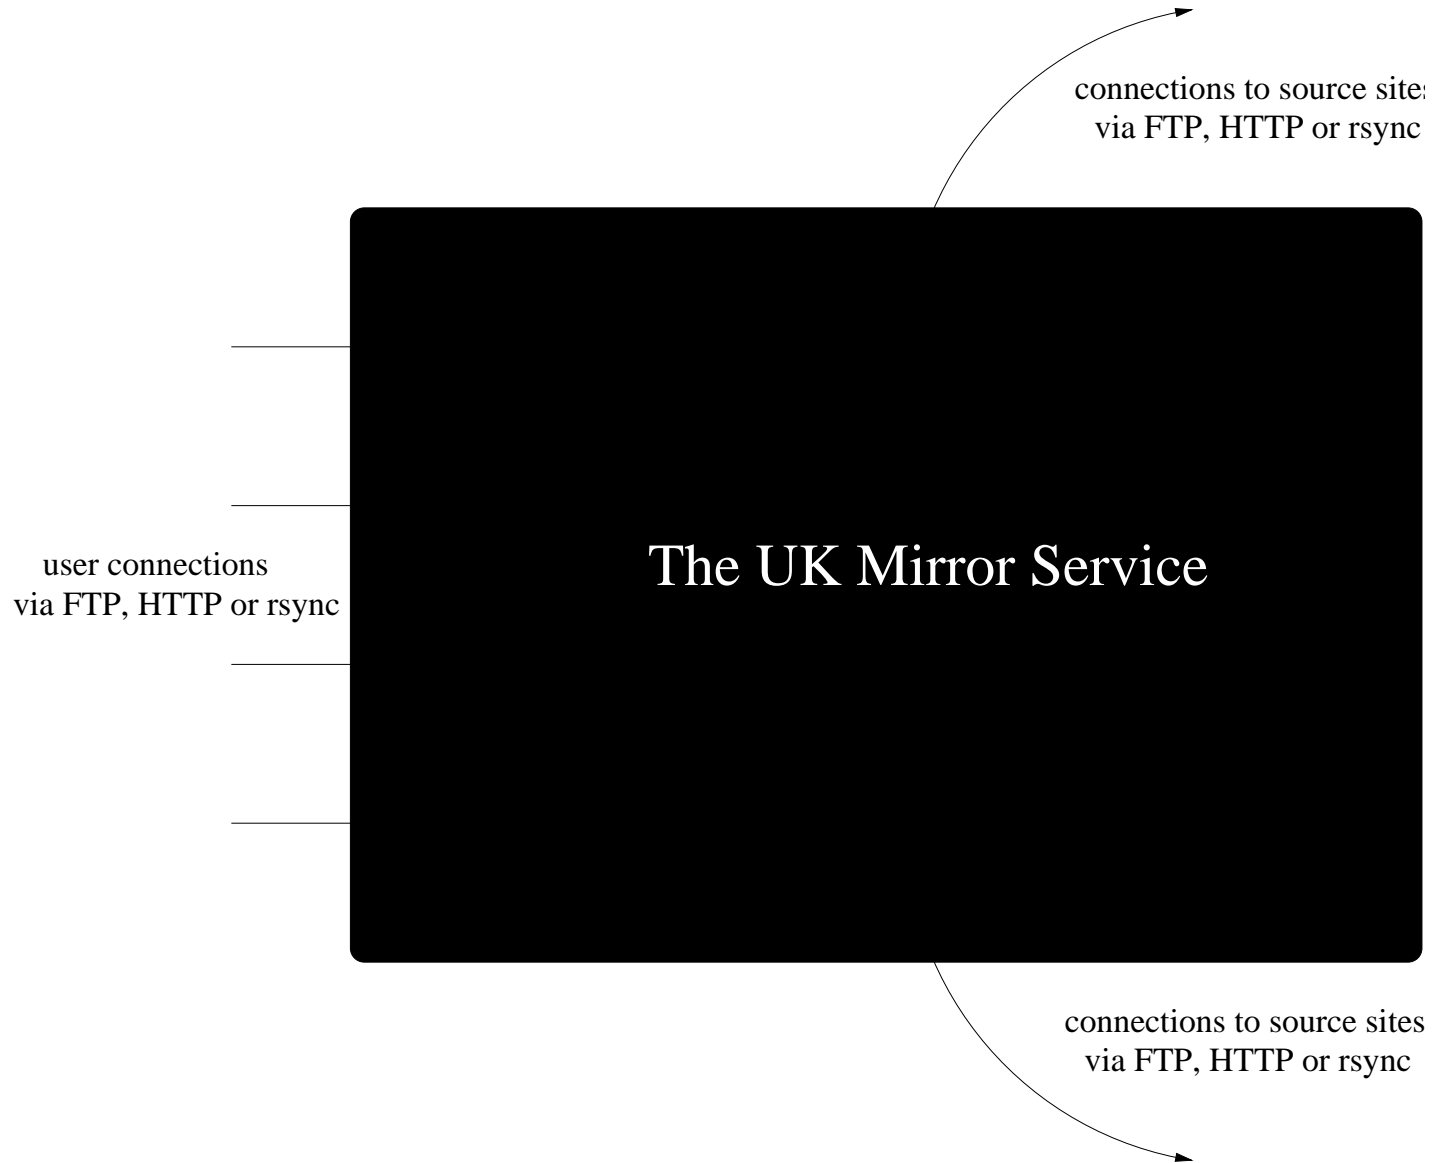 connections to source sites
via FTP, HTTP or rsync
The UK Mirror Service
user connections
via FTP, HTTP or rsync
connections to source sites
via FTP, HTTP or rsync